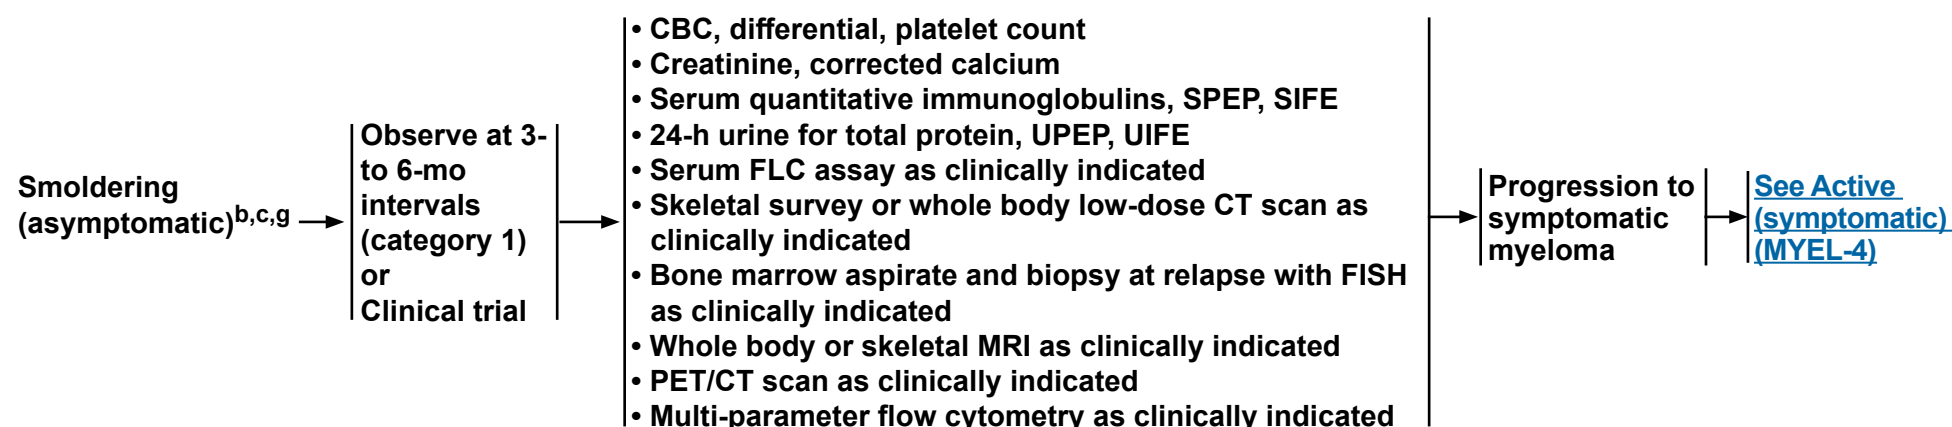 Smoldering
(asymptomatic)b,c,g
Observe at 3-
to 6-mo
intervals
(category 1)
or
Clinical trial
• CBC, differential, platelet count
• Creatinine, corrected calcium
• Serum quantitative immunoglobulins, SPEP, SIFE
• 24-h urine for total protein, UPEP, UIFE
• Serum FLC assay as clinically indicated
• Skeletal survey or whole body low-dose CT scan as
clinically indicated
• Bone marrow aspirate and biopsy at relapse with FISH
as clinically indicated
• Whole body or skeletal MRI as clinically indicated
• PET/CT scan as clinically indicated
• Multi-parameter flow cytometry as clinically indicated
Progression to
symptomatic
myeloma
See Active
(symptomatic)
(MYEL-4)